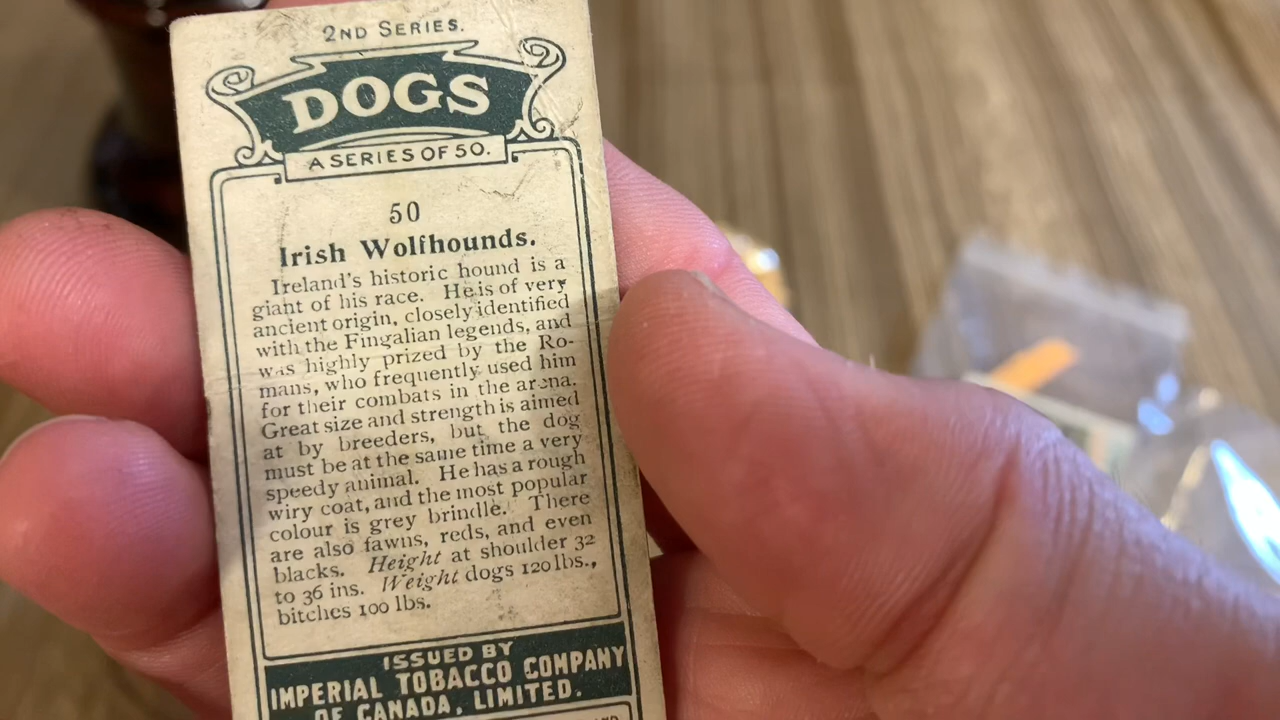 2ND SERIES.
DOGS
A SERIES OF 50.
50
Irish Wolfhounds.
Ireland's historic hound is a
giant of his race. He is of very
ancient origin, closely identified
with the Fingalian legends, and
was highly prized by the Ro-
mans, who frequently used him
for their combats in the arena.
Great size and strength is aimed
at by breeders, but the dog
must be at the same time a very
speedy animal. He has a rough
wiry coat, and the most popular
colour is grey brindle. There
are also fawns, reds, and even
blacks. Height at shoulder 32
to 36 ins. Weight dogs 120 lbs.,
bitches 100 lbs.
ISSUED BY
IMPERIAL TOBACCO COMPANY
OF CANADA, LIMITED.